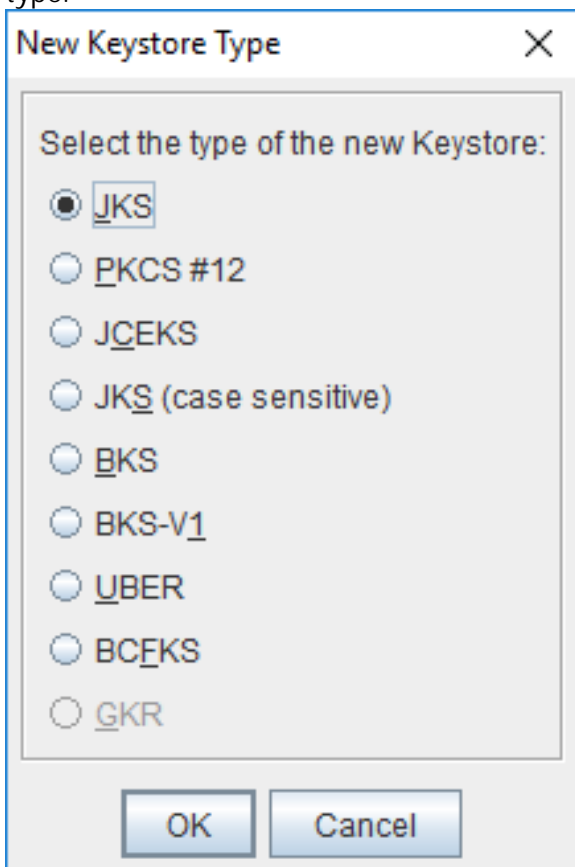 type.
New Keystore Type
Select the type of the new Keystore:
JKS
PKCS #12
JCEKS
JKS (case sensitive)
BKS
BKS-V1
UBER
BCFKS
GKR
OK Cancel